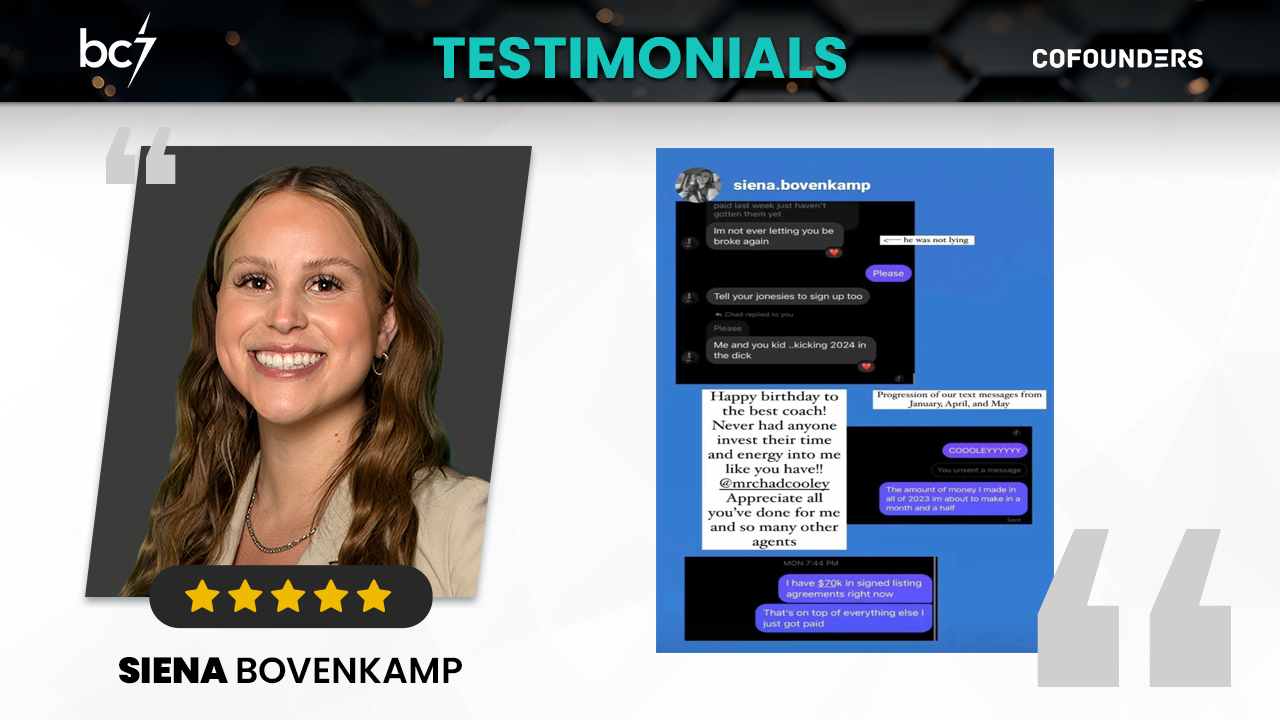 bc7
TESTIMONIALS
COFOUNDERS
siena.bovenkamp
paid last week just haven't
gotten them yet
Im not ever letting you be
broke again
<— he was not lying
Please
Tell your jonesies to sign up too
Chad replied to you
Please
Me and you kid ..kicking 2024 in
the dick
Happy birthday to
the best coach!
Never had anyone
invest their time
and energy into me
like you have!!
@mrchadcooley
Appreciate all
you've done for me
and so many other
agents
Progression of our text messages from
January, April, and May
COOOLEYYYYYY
You unsent a message
The amount of money I made in
all of 2023 im about to make in a
month and a half
Sent
MON 7:44 PM
I have $70k in signed listing
agreements right now
That's on top of everything else I
just got paid
SIENA BOVENKAMP